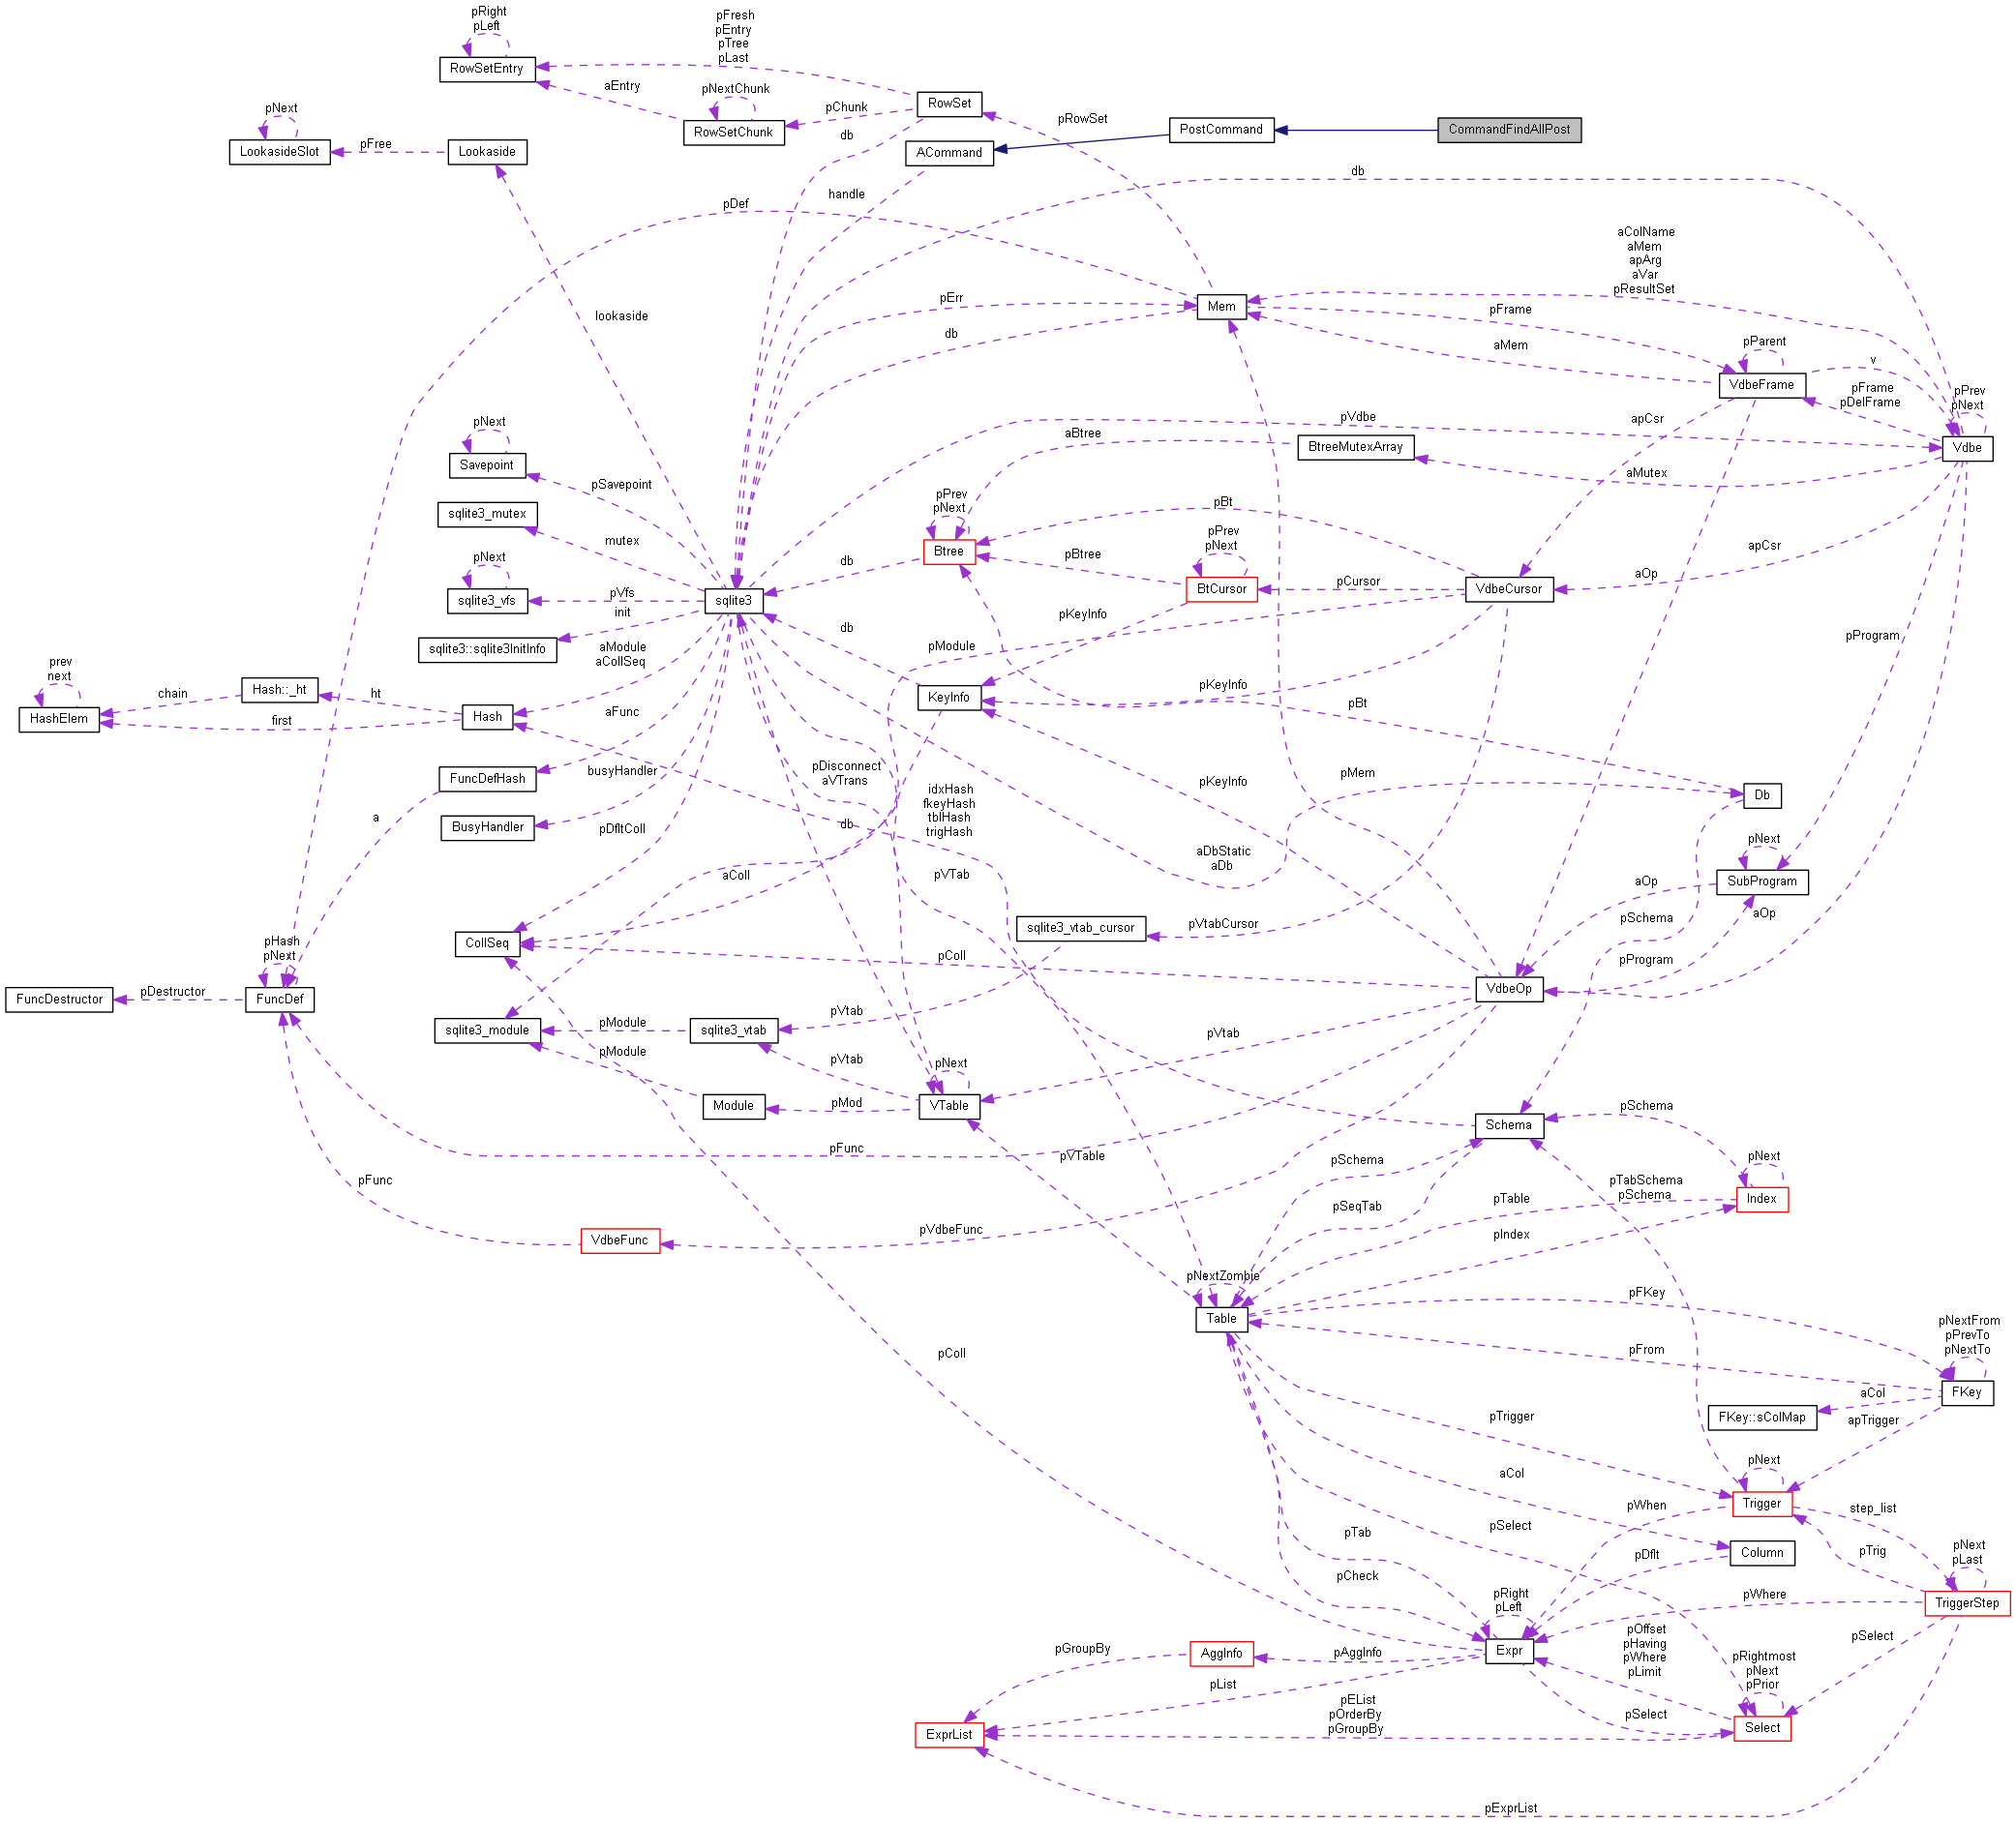 pRight
pLeft
pFresh
pEntry
pTree
pLast
RowSetEntry
aEntry
pNextChunk
pChunk
RowSet
RowSetChunk
db
pRowSet
PostCommand
CommandFindAllPost
pNext
LookasideSlot
pFree
Lookaside
ACommand
handle
db
pDef
aColName
aMem
apArg
aVar
pResultSet
lookaside
pErr
Mem
pFrame
db
aMem
pParent
VdbeFrame
v
pFrame
pDelFrame
pPrev
pNext
Vdbe
pNext
Savepoint
pSavepoint
pVdbe
aBtree
BtreeMutexArray
apCsr
aMutex
sqlite3_mutex
mutex
pPrev
pNext
Btree
pBt
pPrev
pNext
pBtree
BtCursor
pCursor
VdbeCursor
apCsr
aOp
pNext
sqlite3_vfs
pVfs
sqlite3
db
init
sqlite3::sqlite3InitInfo
aModule
aCollSeq
db
pModule
pKeyInfo
pProgram
prev
next
HashElem
chain
Hash::_ht
ht
first
Hash
KeyInfo
pKeyInfo
pBt
aFunc
FuncDefHash
busyHandler
pDisconnect
aVTrans
idxHash
fkeyHash
tblHash
trigHash
pKeyInfo
pMem
Db
a
BusyHandler
pDfltColl
db
aColl
pVTab
aDbStatic
aDb
pNext
SubProgram
aOp
pSchema
aOp
CollSeq
sqlite3_vtab_cursor
pVtabCursor
pColl
pProgram
pHash
pNext
FuncDestructor
pDestructor
FuncDef
VdbeOp
sqlite3_module
pModule
sqlite3_vtab
pVtab
pVtab
pModule
pVtab
pNext
Module
pMod
VTable
pFunc
pVTable
Schema
pSchema
pSchema
pNext
Index
pTabSchema
pSchema
pTable
pSeqTab
pIndex
pFunc
VdbeFunc
pVdbeFunc
pNextZombie
Table
pFKey
pFrom
pNextFrom
pPrevTo
pNextTo
FKey
pColl
aCol
FKey::sColMap
apTrigger
pTrigger
aCol
pNext
Trigger
step_list
pWhen
pSelect
pTab
pDflt
Column
pTrig
pNext
pLast
TriggerStep
pCheck
pRight
pLeft
pWhere
Expr
pGroupBy
AggInfo
pAggInfo
pOffset
pHaving
pWhere
pLimit
pRightmost
pNext
pPrior
pSelect
pList
pEList
pOrderBy
pGroupBy
pSelect
ExprList
Select
pExprList